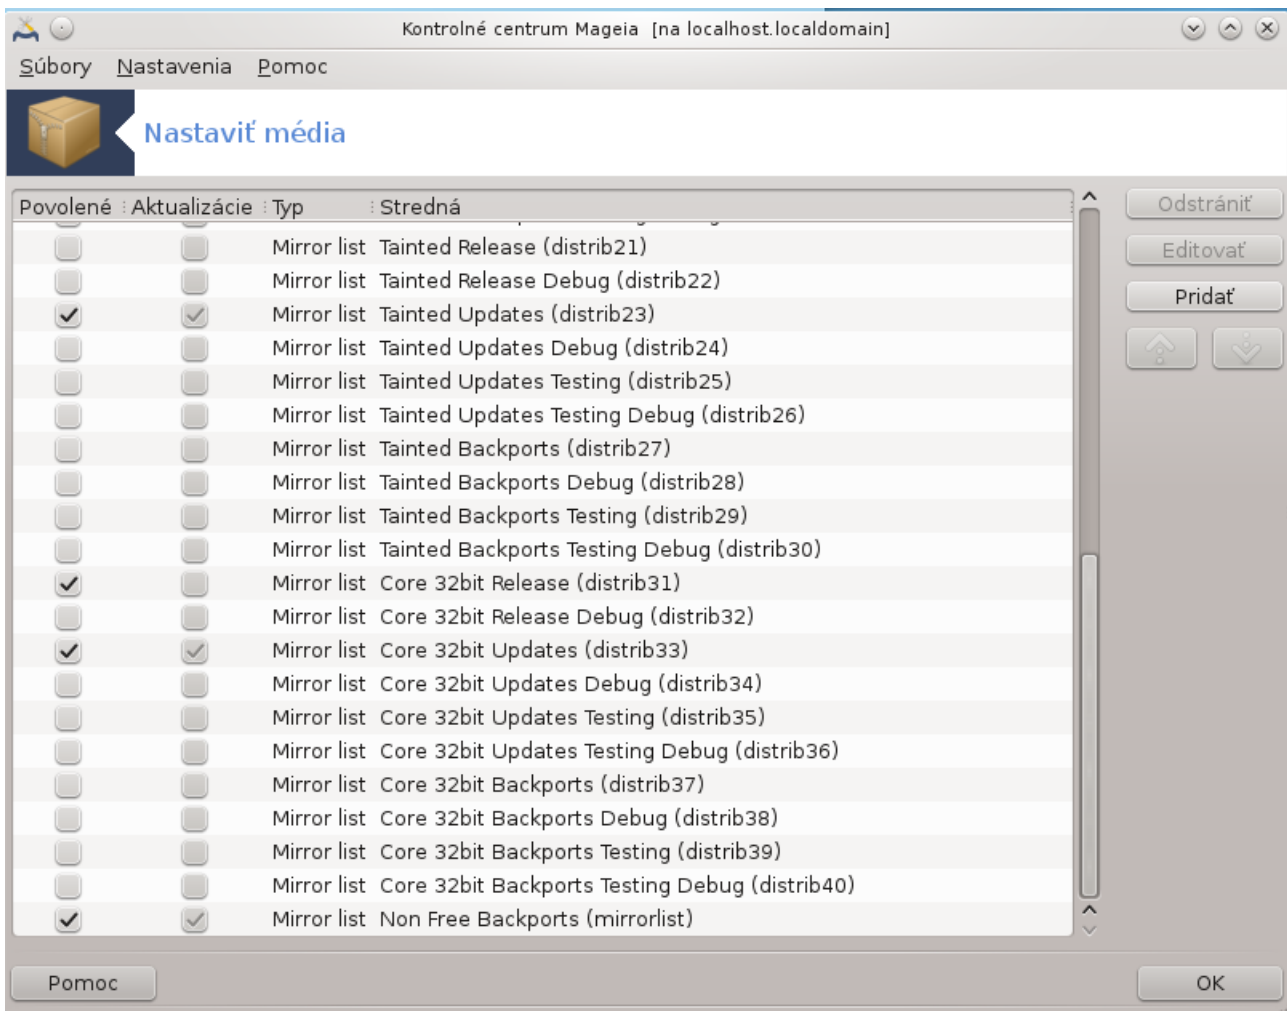 Kontrolné centrum Mageia  [na localhost.localdomain]
Súbory Nastavenia Pomoc
Nastaviť média
Povolené Aktualizácie Typ Stredná
Mirror list Tainted Release (distrib21)
Mirror list Tainted Release Debug (distrib22)
Mirror list Tainted Updates (distrib23)
Mirror list Tainted Updates Debug (distrib24)
Mirror list Tainted Updates Testing (distrib25)
Mirror list Tainted Updates Testing Debug (distrib26)
Mirror list Tainted Backports (distrib27)
Mirror list Tainted Backports Debug (distrib28)
Mirror list Tainted Backports Testing (distrib29)
Mirror list Tainted Backports Testing Debug (distrib30)
Mirror list Core 32bit Release (distrib31)
Mirror list Core 32bit Release Debug (distrib32)
Mirror list Core 32bit Updates (distrib33)
Mirror list Core 32bit Updates Debug (distrib34)
Mirror list Core 32bit Updates Testing (distrib35)
Mirror list Core 32bit Updates Testing Debug (distrib36)
Mirror list Core 32bit Backports (distrib37)
Mirror list Core 32bit Backports Debug (distrib38)
Mirror list Core 32bit Backports Testing (distrib39)
Mirror list Core 32bit Backports Testing Debug (distrib40)
Mirror list Non Free Backports (mirrorlist)
Odstrániť
Editovať
Pridať
Pomoc
OK